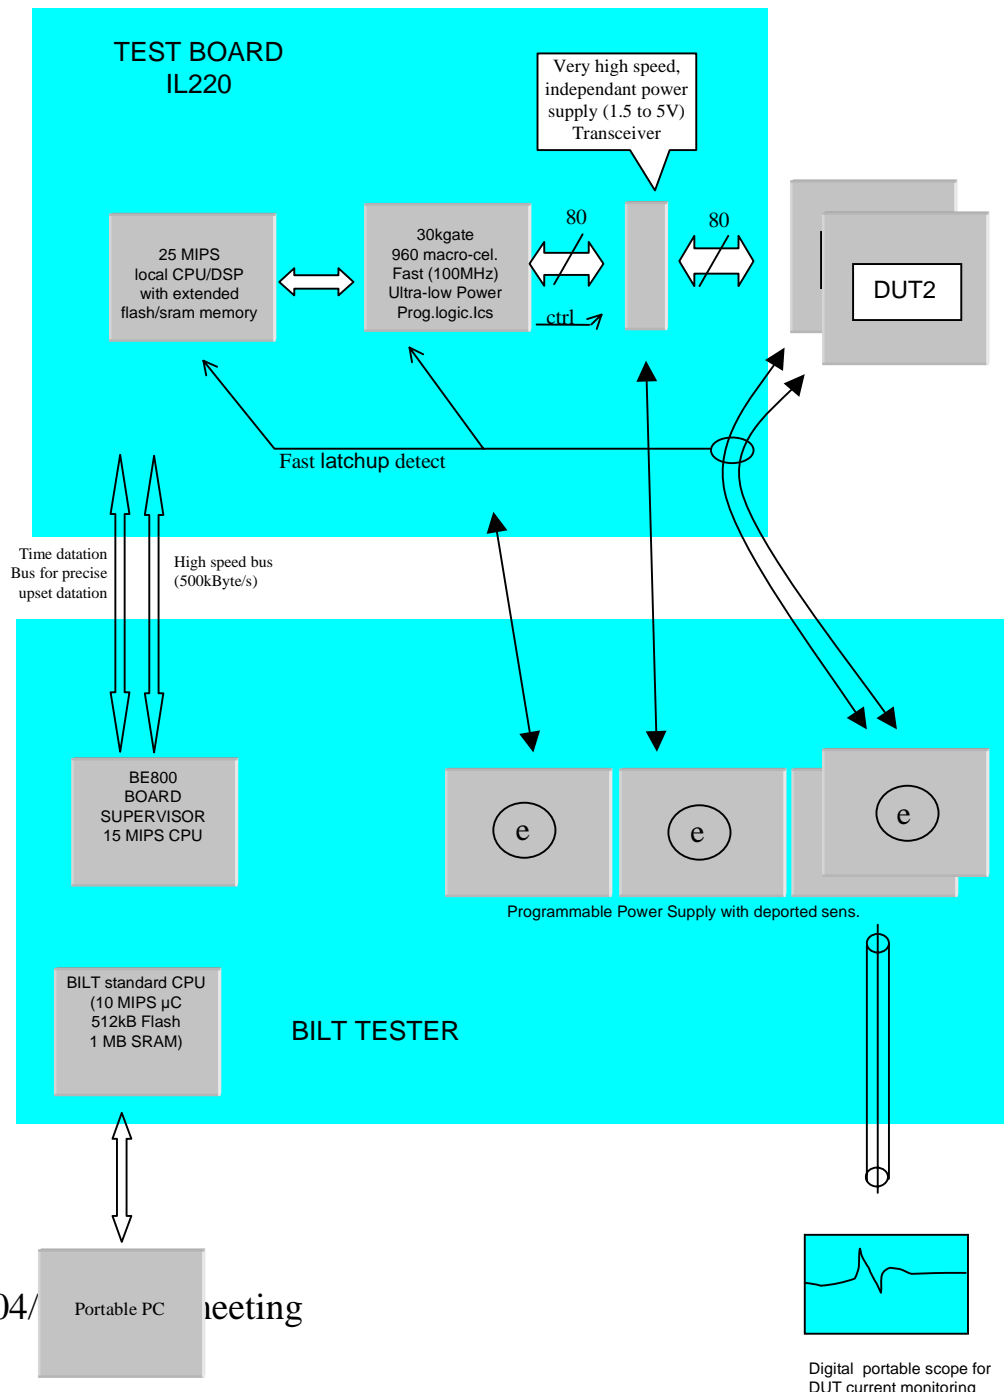 TEST BOARD
IL220
Very high speed,
independant power
supply (1.5 to 5V)
Transceiver
25 MIPS
local CPU/DSP
with extended
flash/sram memory
30kgate
960 macro-cel.
Fast (100MHz)
Ultra-low Power
Prog.logic.Ics
80
ctrl
80
DUT2
Fast latchup detect
Time datation
Bus for precise
upset datation
High speed bus
(500kByte/s)
BE800
BOARD
SUPERVISOR
15 MIPS CPU
e
e
e
Programmable Power Supply with deported sens.
BILT standard CPU
(10 MIPS µC
512kB Flash
1 MB SRAM)
BILT TESTER
04/
Portable PC
eeting
Digital portable scope for
DUT current monitoring